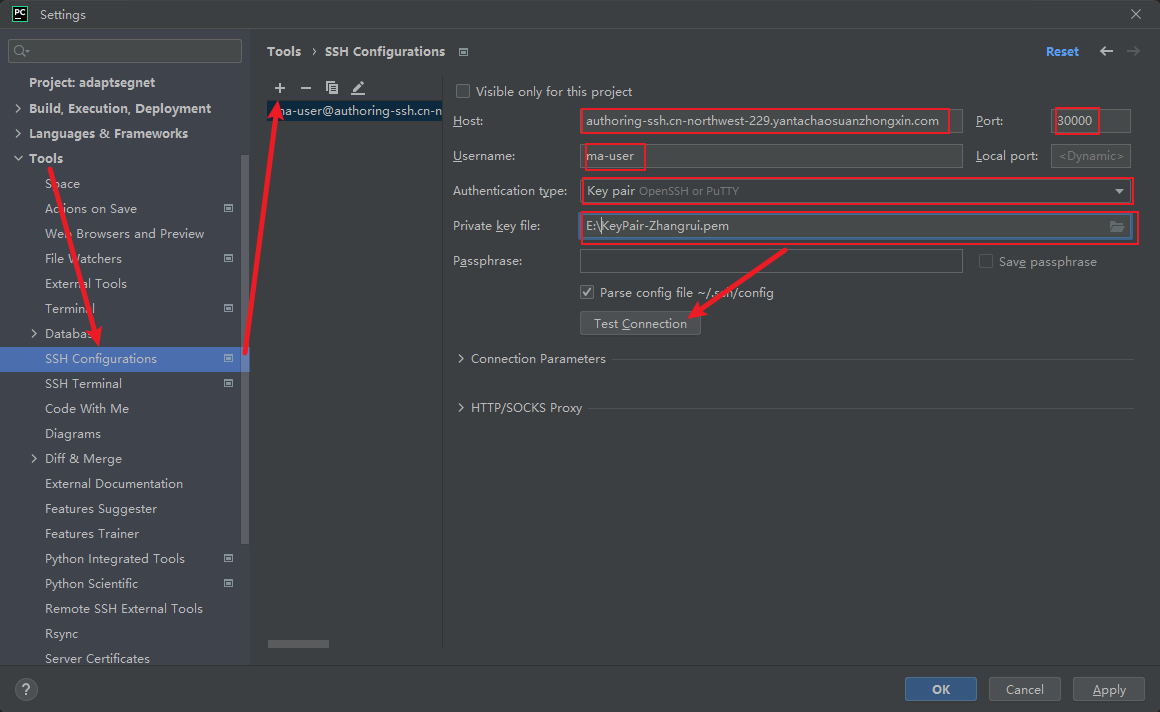 PC Settings
Project: adaptsegnet
Build, Execution, Deployment
Languages & Frameworks
Tools
Space
Actions on Save
Web Browsers and Preview
File Watchers
External Tools
Terminal
Database
SSH Configurations
SSH Terminal
Code With Me
Diagrams
Diff & Merge
External Documentation
Features Suggester
Features Trainer
Python Integrated Tools
Python Scientific
Remote SSH External Tools
Rsync
Server Certificates
Tools › SSH Configurations
Reset
ma-user@authoring-ssh.cn-n
Visible only for this project
Host: authoring-ssh.cn-northwest-229.yantachaosuanzhongxin.com Port: 30000
Username: ma-user Local port: <Dynamic>
Authentication type: Key pair OpenSSH or PuTTY
Private key file: E:\KeyPair-Zhangrui.pem
Passphrase: Save passphrase
Parse config file ~/.ssh/config
Test Connection
Connection Parameters
HTTP/SOCKS Proxy
? OK Cancel Apply